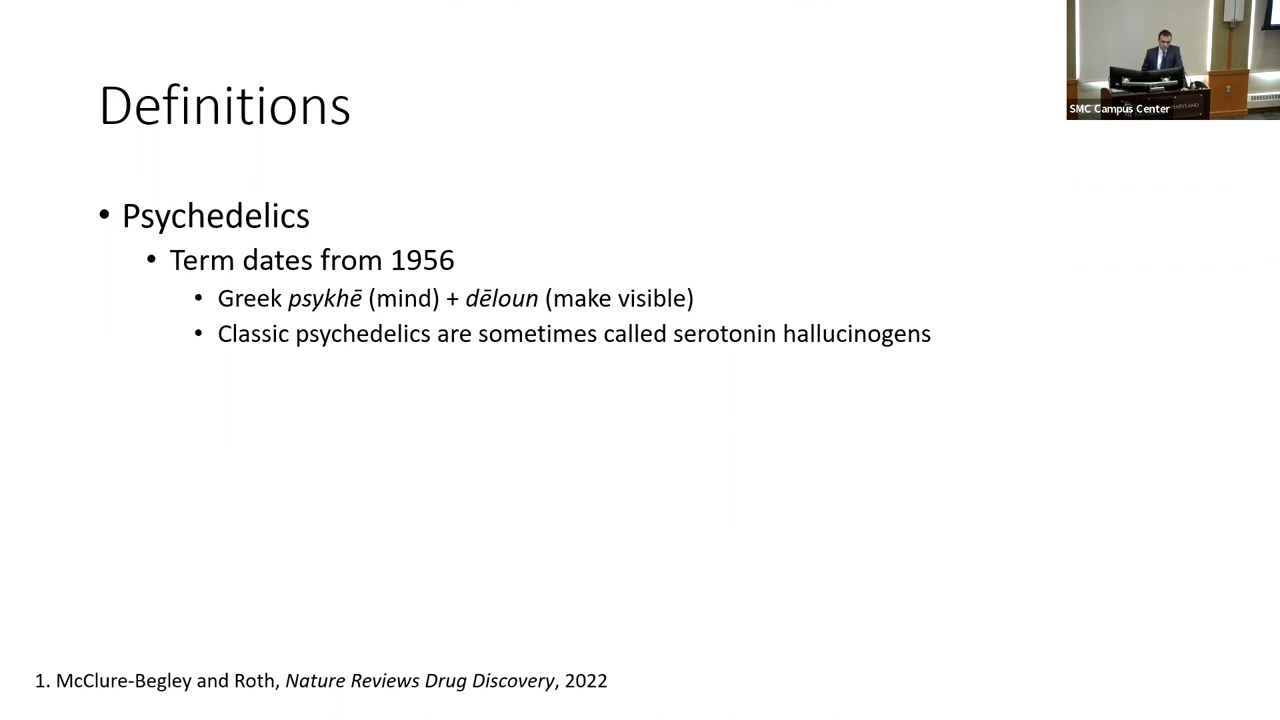 Definitions
• Psychedelics
• Term dates from 1956
• Greek psykhē (mind) + dēloun (make visible)
• Classic psychedelics are sometimes called serotonin hallucinogens
1. McClure-Begley and Roth, Nature Reviews Drug Discovery, 2022
SMC Campus Center
MARYLAND